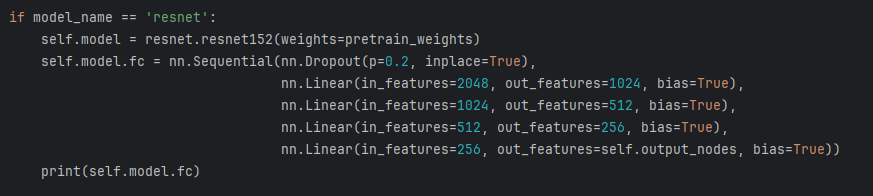 if model_name == 'resnet':
    self.model = resnet.resnet152(weights=pretrain_weights)
    self.model.fc = nn.Sequential(nn.Dropout(p=0.2, inplace=True),
                                  nn.Linear(in_features=2048, out_features=1024, bias=True),
                                  nn.Linear(in_features=1024, out_features=512, bias=True),
                                  nn.Linear(in_features=512, out_features=256, bias=True),
                                  nn.Linear(in_features=256, out_features=self.output_nodes, bias=True))
    print(self.model.fc)